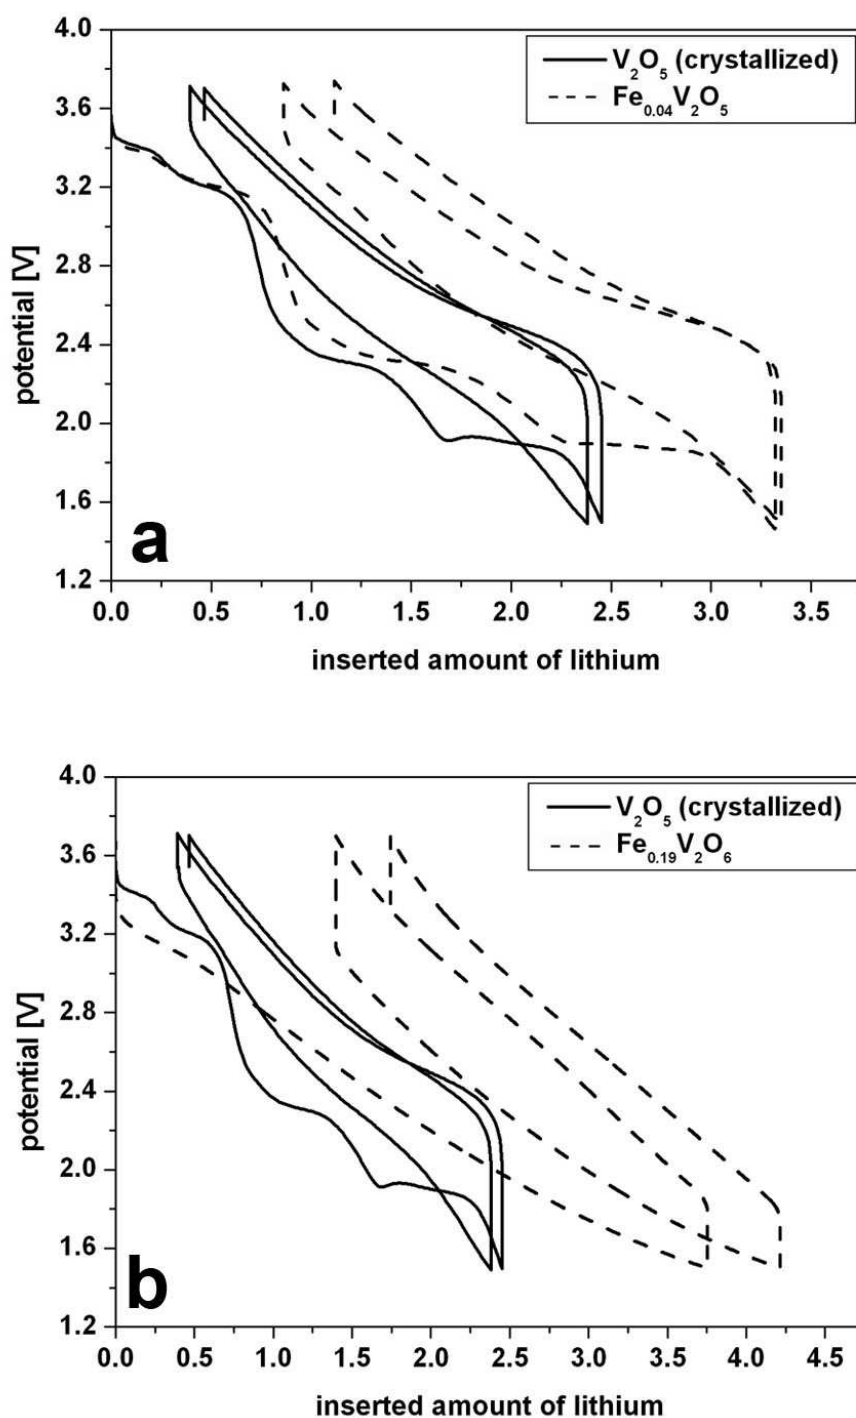 4.0
3.6
3.2
2.8
2.4
2.0
1.6
1.2
potential [V]
V₂O₅ (crystallized)
Fe₀.₀₄V₂O₅
a
0.0 0.5 1.0 1.5 2.0 2.5 3.0 3.5
inserted amount of lithium
4.0
3.6
3.2
2.8
2.4
2.0
1.6
1.2
potential [V]
V₂O₅ (crystallized)
Fe₀.₁₉V₂O₆
b
0.0 0.5 1.0 1.5 2.0 2.5 3.0 3.5 4.0 4.5
inserted amount of lithium